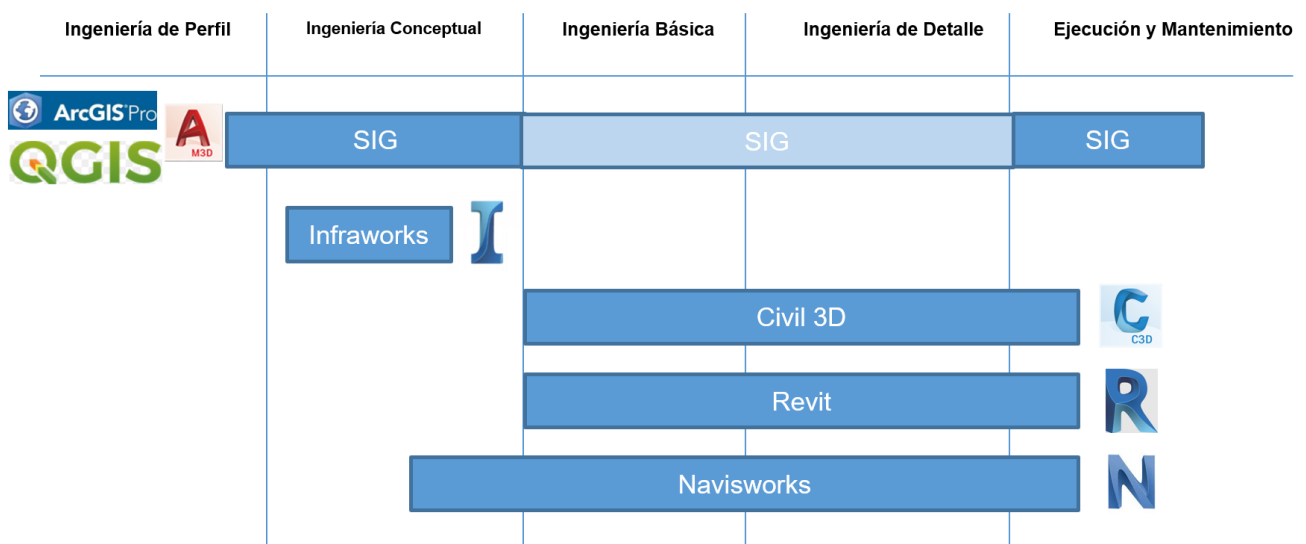 Ingeniería de Perfil
Ingeniería Conceptual
Ingeniería Básica
Ingeniería de Detalle
Ejecución y Mantenimiento
ArcGIS Pro
QGIS
M3D
SIG
SIG
SIG
Infraworks
Civil 3D
C3D
Revit
Navisworks